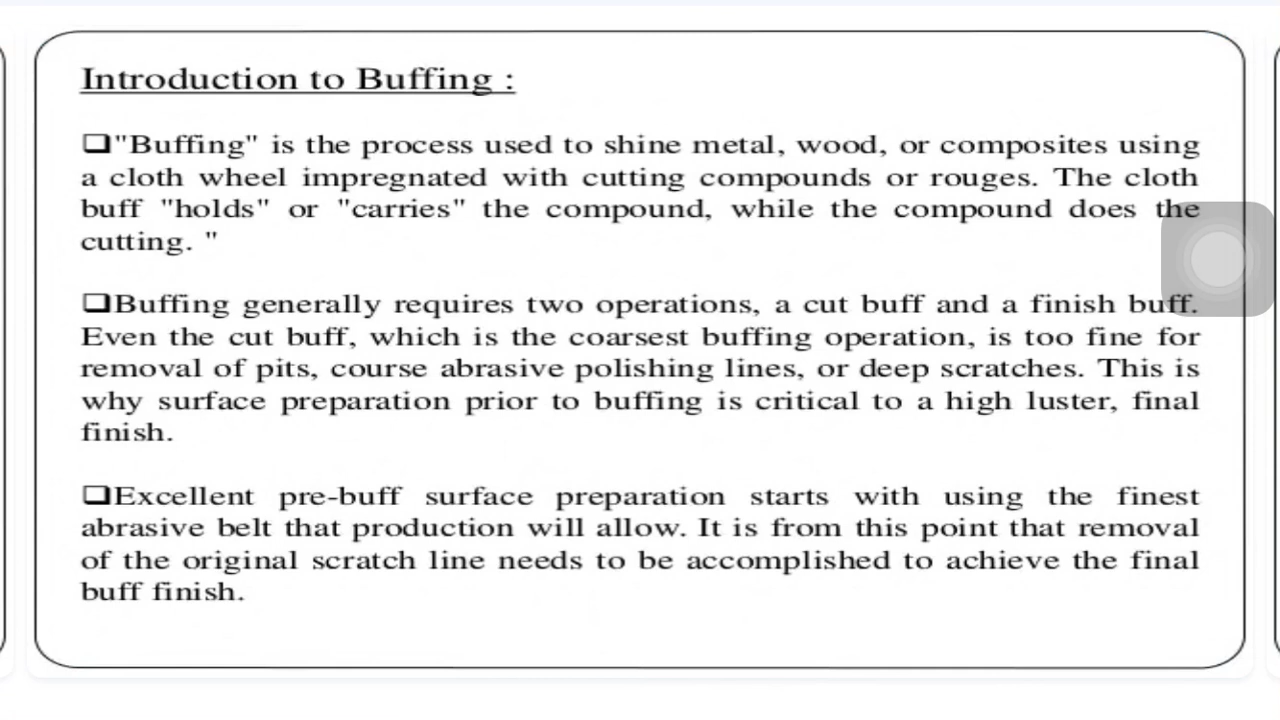 Introduction to Buffing :
❑"Buffing" is the process used to shine metal, wood, or composites using
a cloth wheel impregnated with cutting compounds or rouges. The cloth
buff "holds" or "carries" the compound, while the compound does the
cutting. "
❑Buffing generally requires two operations, a cut buff and a finish buff.
Even the cut buff, which is the coarsest buffing operation, is too fine for
removal of pits, course abrasive polishing lines, or deep scratches. This is
why surface preparation prior to buffing is critical to a high luster, final
finish.
❑Excellent pre-buff surface preparation starts with using the finest
abrasive belt that production will allow. It is from this point that removal
of the original scratch line needs to be accomplished to achieve the final
buff finish.